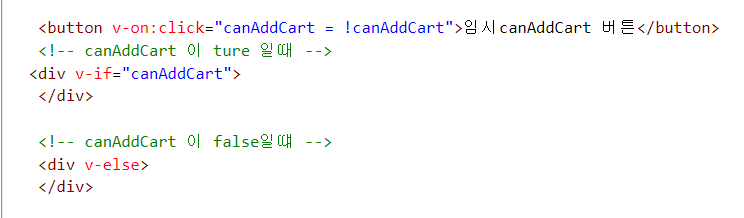 <button v-on:click="canAddCart = !canAddCart">임시canAddCart 버튼</button>
<!-- canAddCart 이 ture 일때 -->
<div v-if="canAddCart">
</div>
<!-- canAddCart 이 false일떄 -->
<div v-else>
</div>